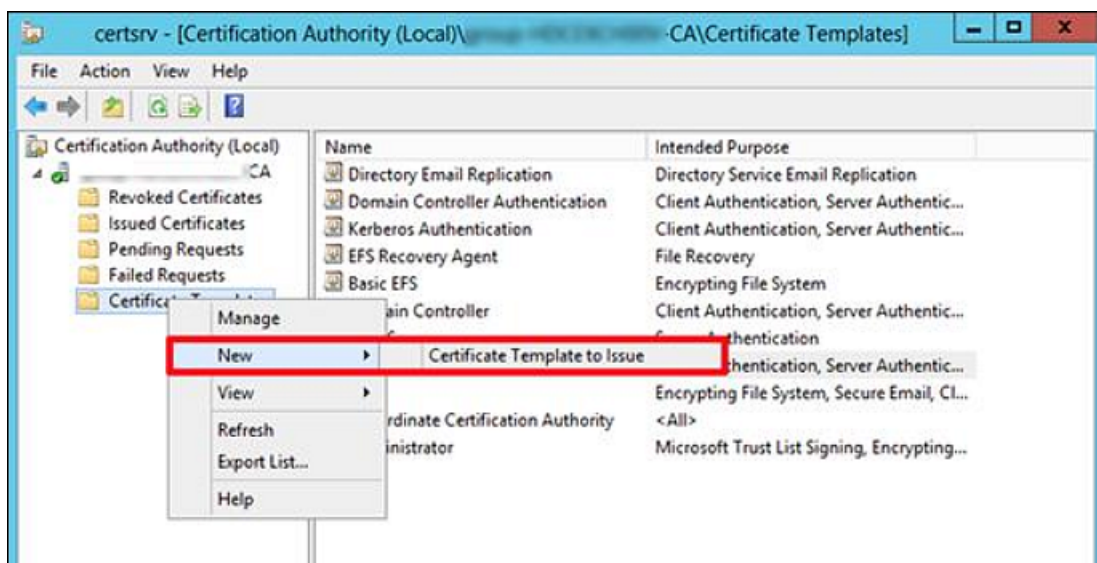 certsrv - [Certification Authority (Local)\ -CA\Certificate Templates]
File Action View Help
Certification Authority (Local)
CA
Revoked Certificates
Issued Certificates
Pending Requests
Failed Requests
Manage
New
Certificate Template to Issue
View
Refresh
Export List...
Help
Name Intended Purpose
Directory Email Replication Directory Service Email Replication
Domain Controller Authentication Client Authentication, Server Authentic...
Kerberos Authentication Client Authentication, Server Authentic...
EFS Recovery Agent File Recovery
Basic EFS Encrypting File System
ain Controller Client Authentication, Server Authentic...
thentication
hentication, Server Authentic...
Encrypting File System, Secure Email, Cl...
rdinate Certification Authority <All>
inistrator Microsoft Trust List Signing, Encrypting...